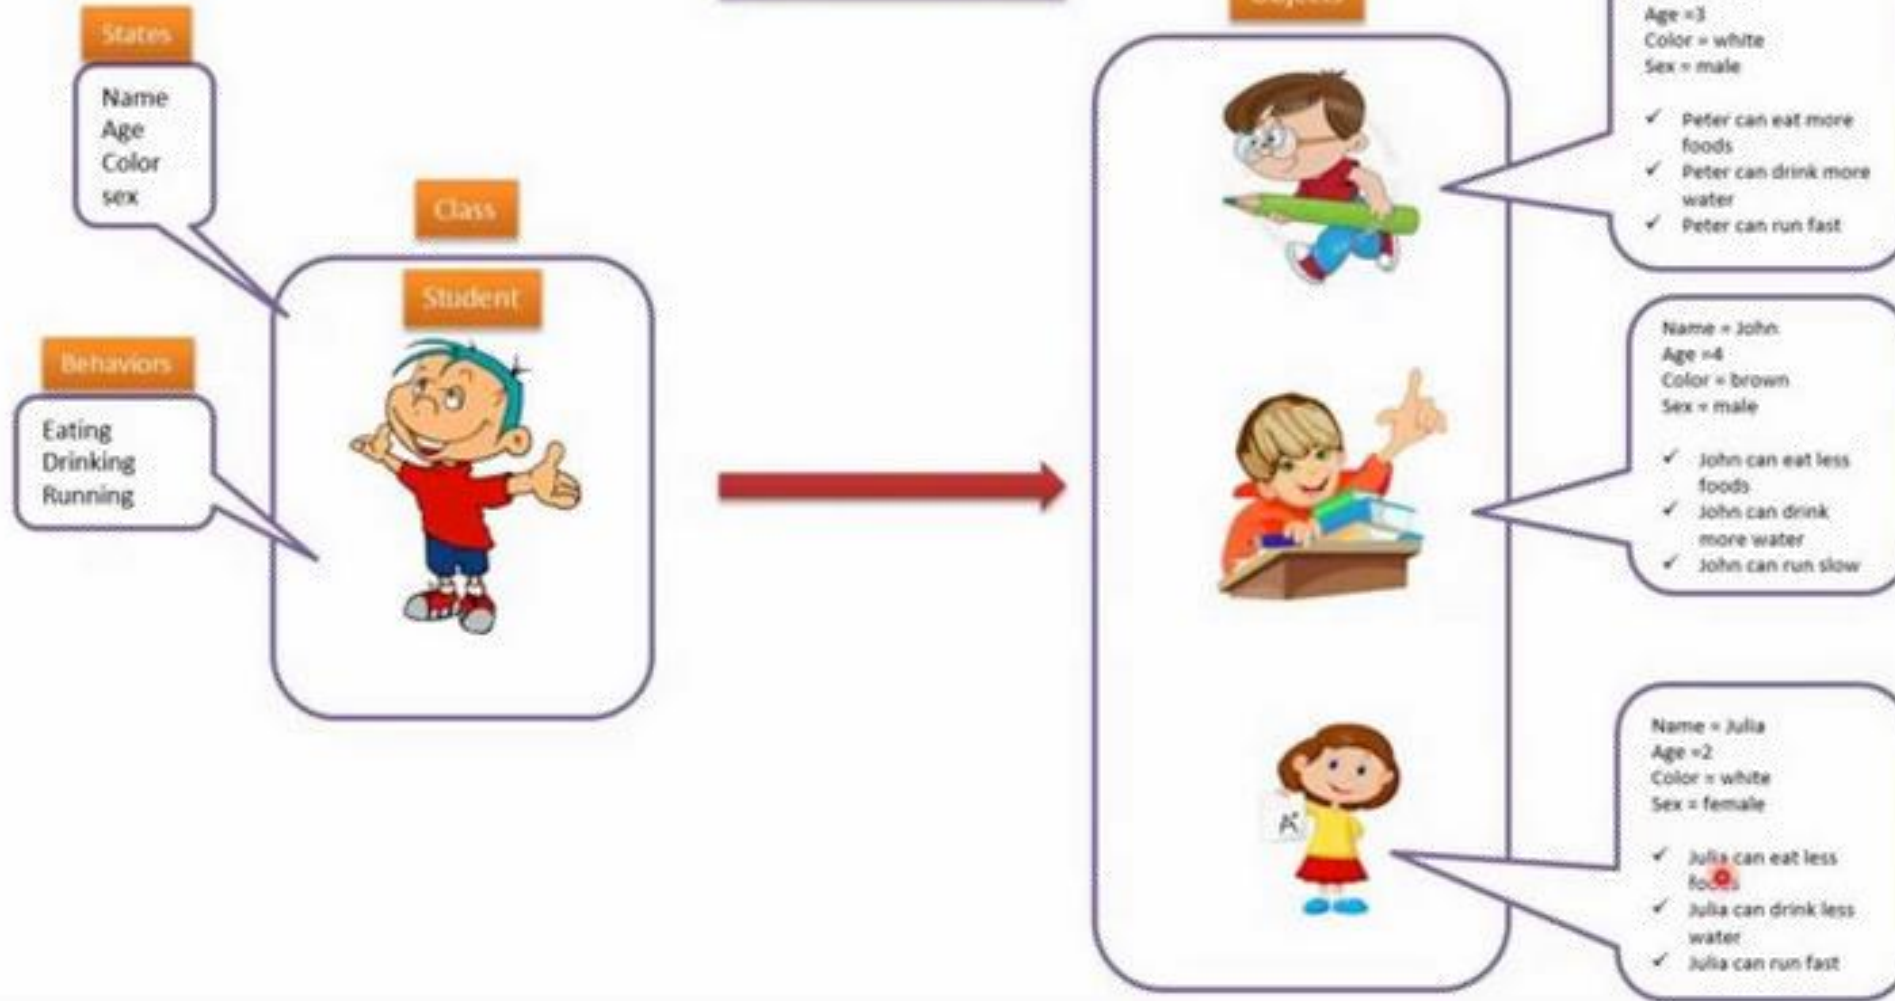 States
Name
Age
Color
sex
Class
Student
Behaviors
Eating
Drinking
Running
Objects
Age =3
Color = white
Sex = male
✓ Peter can eat more
foods
✓ Peter can drink more
water
✓ Peter can run fast
Name = John
Age =4
Color = brown
Sex = male
✓ John can eat less
foods
✓ John can drink
more water
✓ John can run slow
Name = Julia
Age =2
Color = white
Sex = female
✓ Julia can eat less
foods
✓ Julia can drink less
water
✓ Julia can run fast
A+